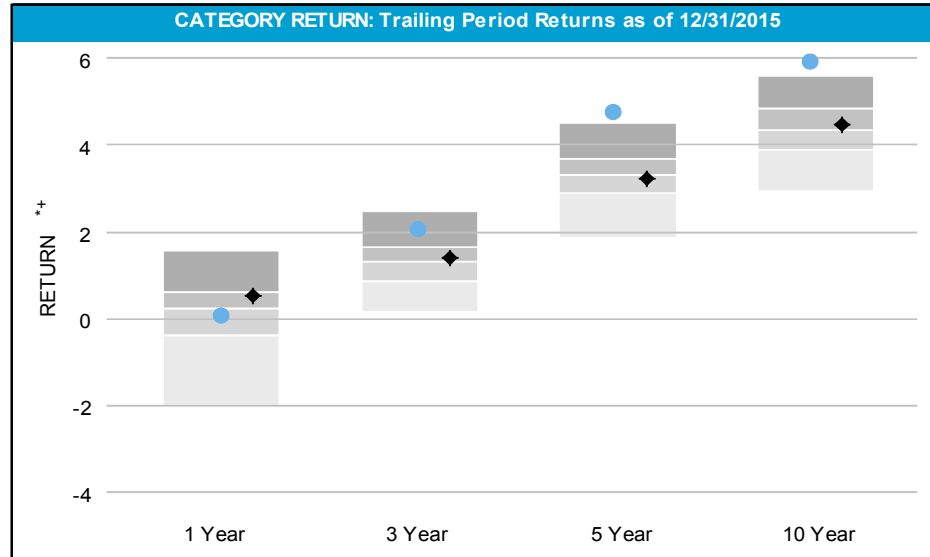 CATEGORY RETURN: Trailing Period Returns as of 12/31/2015
6
4
2
0
-2
-4
RETURN *+
1 Year
3 Year
5 Year
10 Year